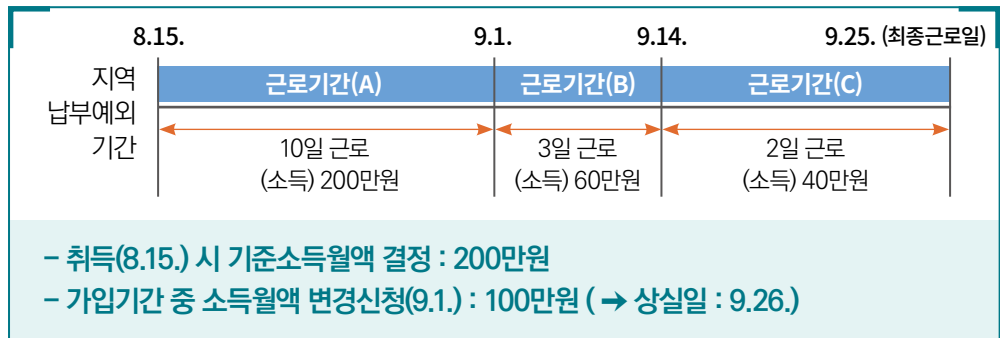 8.15. 9.1. 9.14. 9.25. (최종근로일)
지역 근로기간(A) 근로기간(B) 근로기간(C)
납부예외
기간 10일 근로 3일 근로 2일 근로
(소득) 200만원 (소득) 60만원 (소득) 40만원
– 취득(8.15.) 시 기준소득월액 결정 : 200만원
– 가입기간 중 소득월액 변경신청(9.1.) : 100만원 ( → 상실일 : 9.26.)